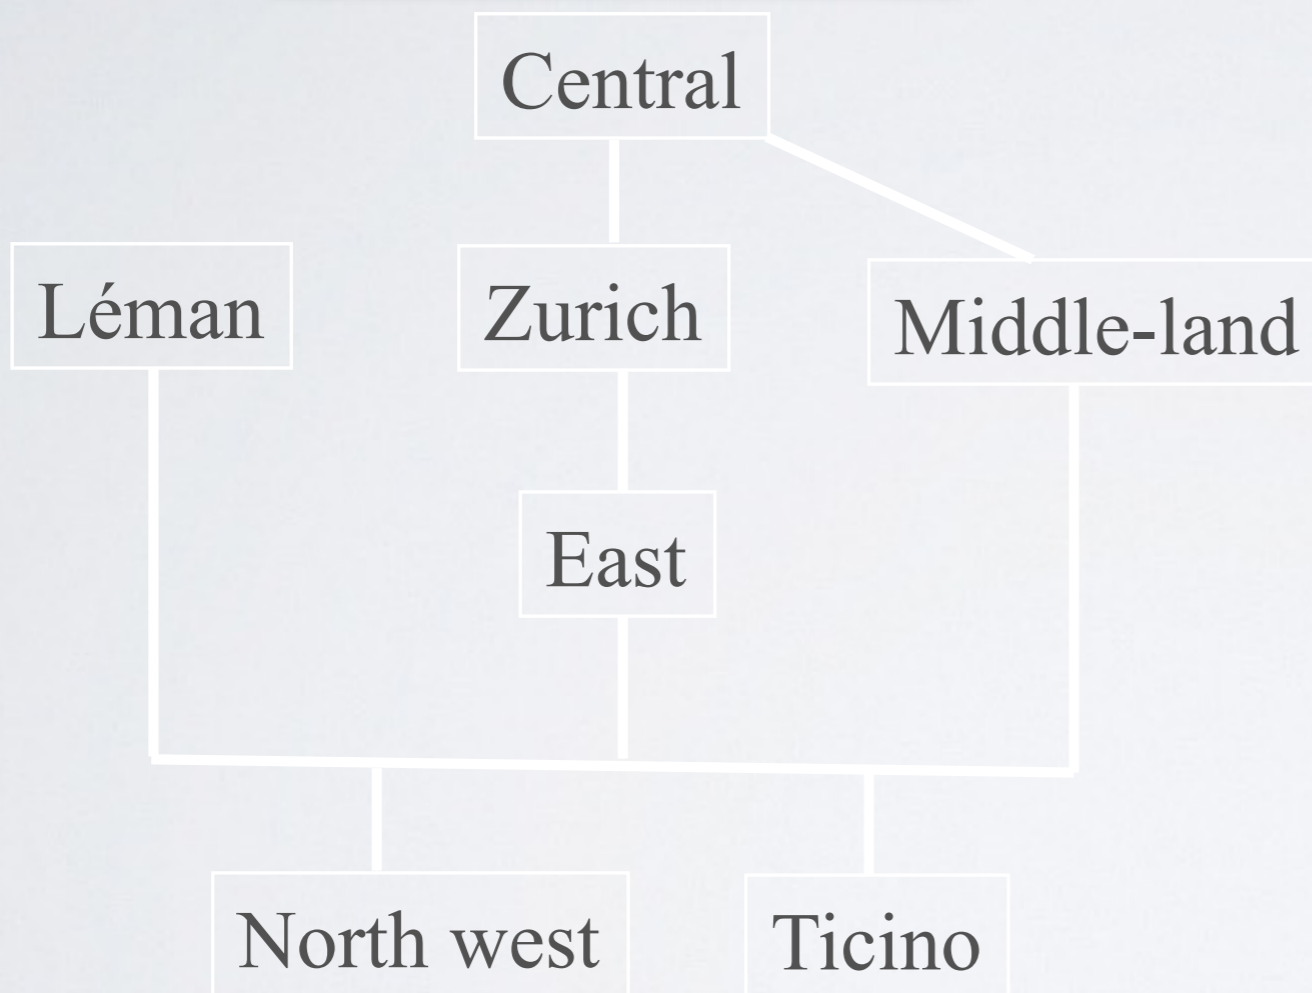 Central
Léman
Zurich
Middle-land
East
North west
Ticino